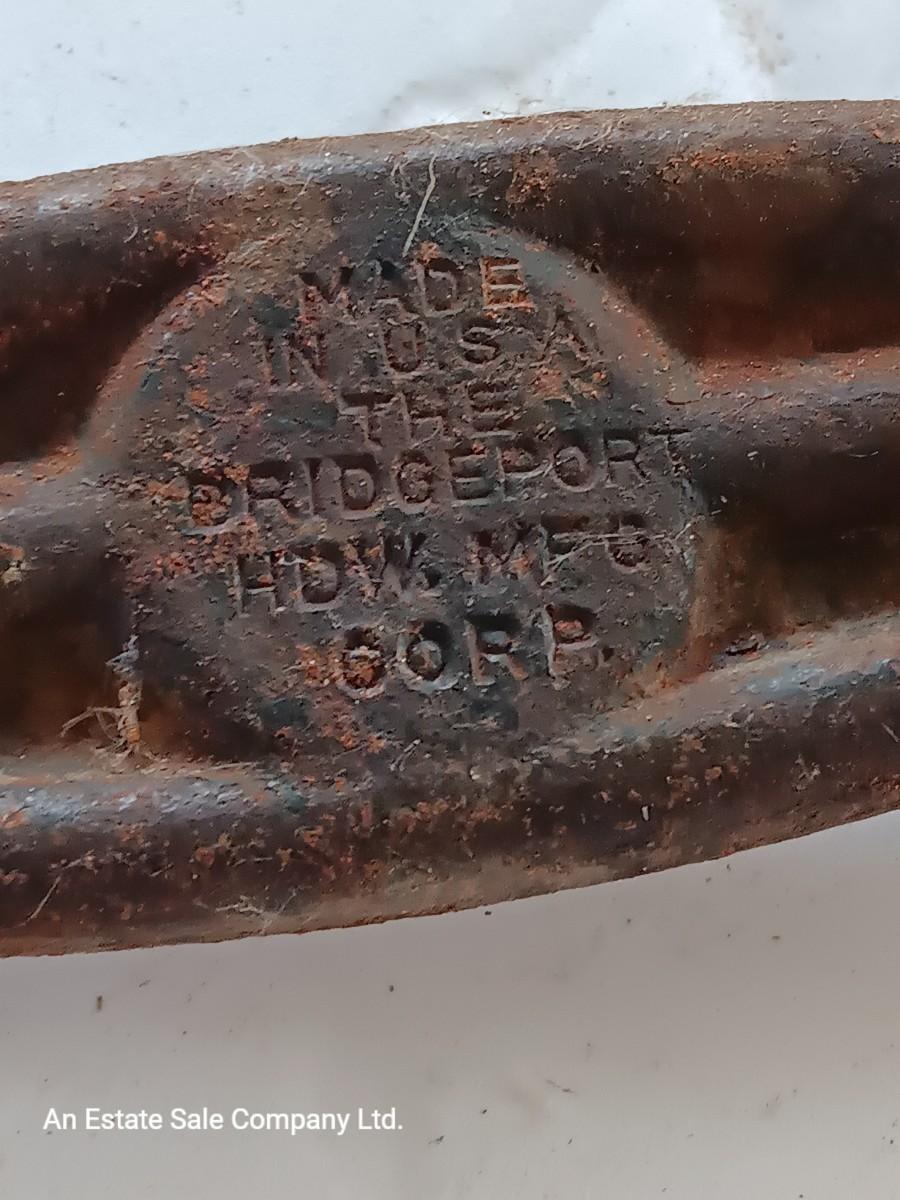 MADE
IN U.S.A
THE
BRIDGEPORT
HDW. MFG
CORP.
An Estate Sale Company Ltd.